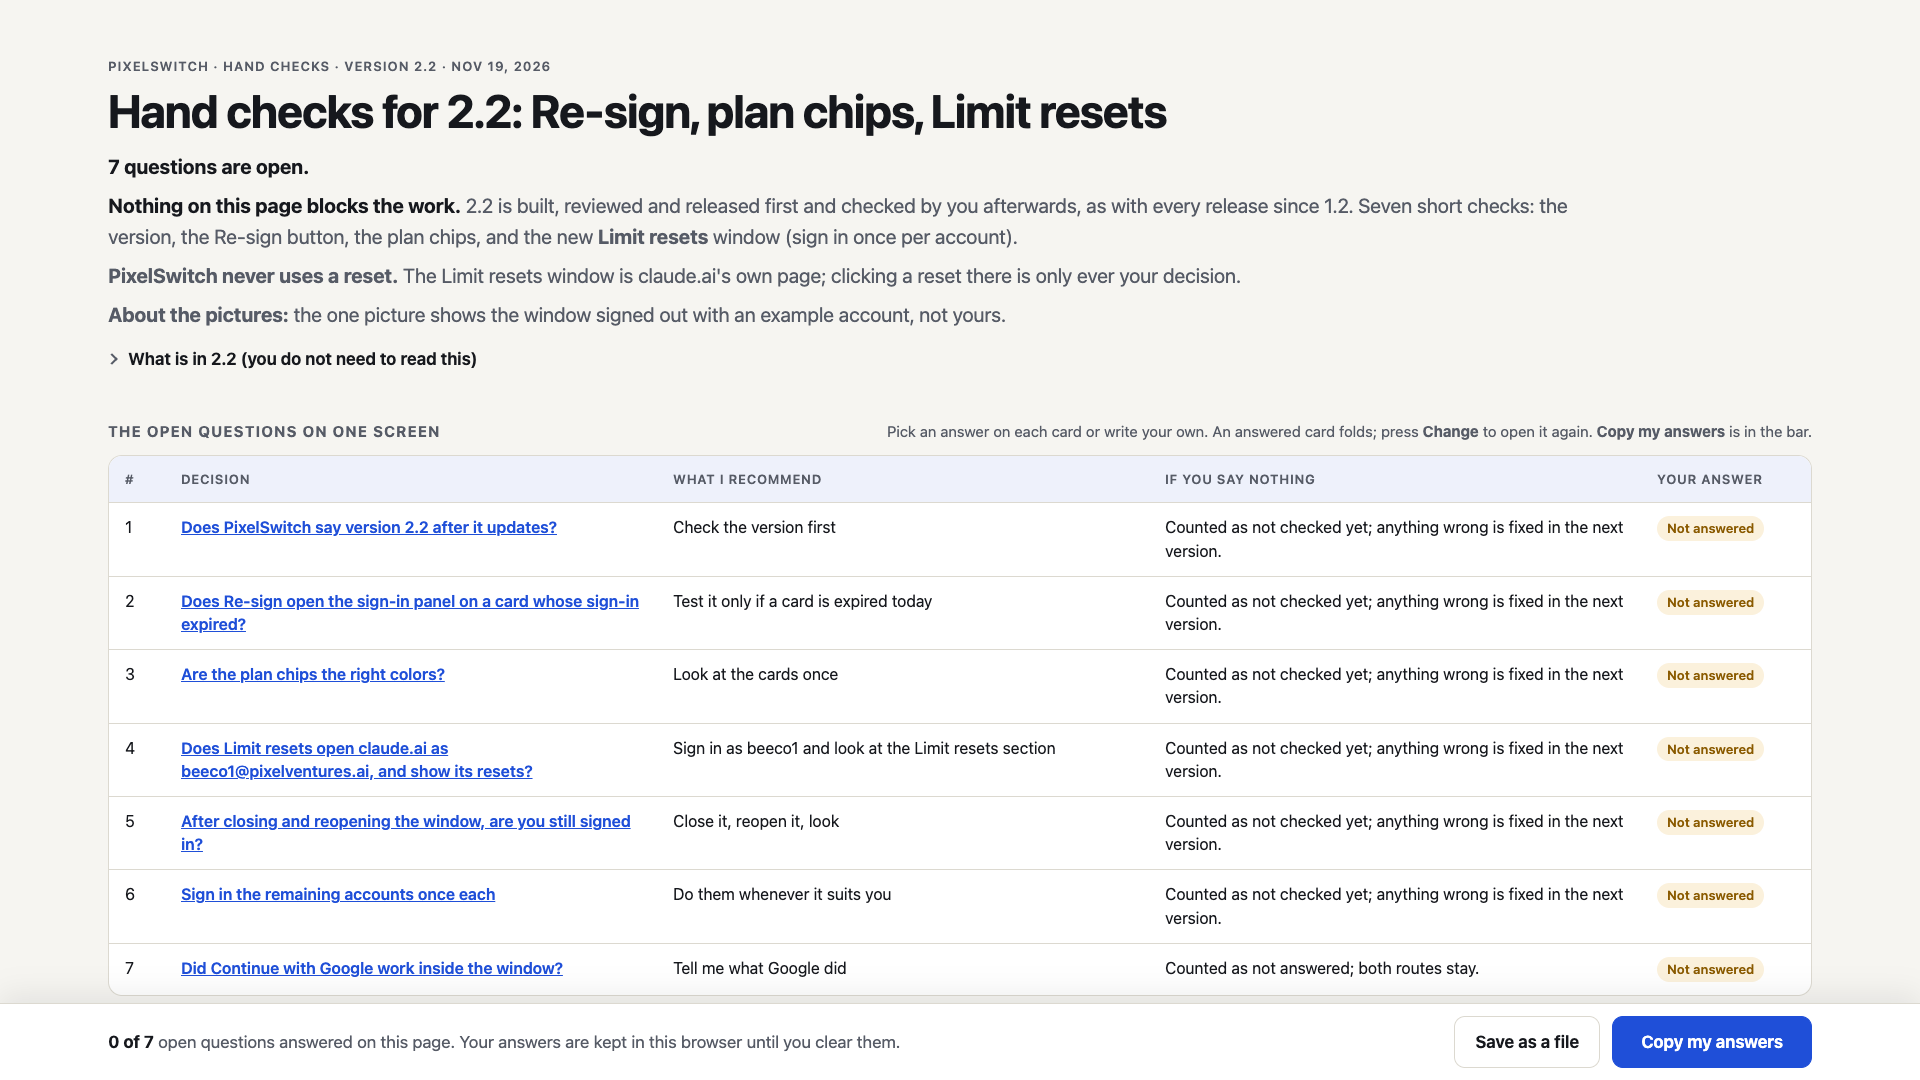 PIXELSWITCH · HAND CHECKS · VERSION 2.2 · NOV 19, 2026
Hand checks for 2.2: Re-sign, plan chips, Limit resets
7 questions are open.
Nothing on this page blocks the work. 2.2 is built, reviewed and released first and checked by you afterwards, as with every release since 1.2. Seven short checks: the
version, the Re-sign button, the plan chips, and the new Limit resets window (sign in once per account).
PixelSwitch never uses a reset. The Limit resets window is claude.ai's own page; clicking a reset there is only ever your decision.
About the pictures: the one picture shows the window signed out with an example account, not yours.
What is in 2.2 (you do not need to read this)
THE OPEN QUESTIONS ON ONE SCREEN
Pick an answer on each card or write your own. An answered card folds; press Change to open it again. Copy my answers is in the bar.
# DECISION WHAT I RECOMMEND IF YOU SAY NOTHING YOUR ANSWER
1 Does PixelSwitch say version 2.2 after it updates? Check the version first Counted as not checked yet; anything wrong is fixed in the next Not answered
version.
2 Does Re-sign open the sign-in panel on a card whose sign-in Test it only if a card is expired today Counted as not checked yet; anything wrong is fixed in the next Not answered
expired? version.
3 Are the plan chips the right colors? Look at the cards once Counted as not checked yet; anything wrong is fixed in the next Not answered
version.
4 Does Limit resets open claude.ai as Sign in as beeco1 and look at the Limit resets section Counted as not checked yet; anything wrong is fixed in the next Not answered
beeco1@pixelventures.ai, and show its resets? version.
5 After closing and reopening the window, are you still signed Close it, reopen it, look Counted as not checked yet; anything wrong is fixed in the next Not answered
in? version.
6 Sign in the remaining accounts once each Do them whenever it suits you Counted as not checked yet; anything wrong is fixed in the next Not answered
version.
7 Did Continue with Google work inside the window? Tell me what Google did Counted as not answered; both routes stay. Not answered
0 of 7 open questions answered on this page. Your answers are kept in this browser until you clear them.
Save as a file
Copy my answers